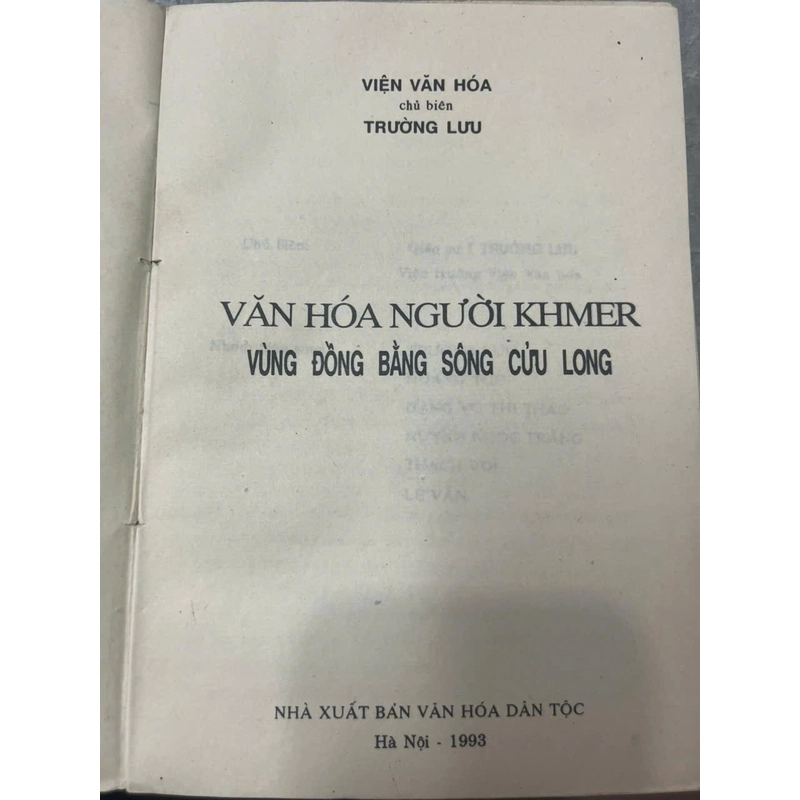 VIỆN VĂN HÓA
chủ biên
TRƯỜNG LƯU
VĂN HÓA NGƯỜI KHMER
VÙNG ĐỒNG BẰNG SÔNG CỬU LONG
NHÀ XUẤT BẢN VĂN HÓA DÂN TỘC
Hà Nội - 1993